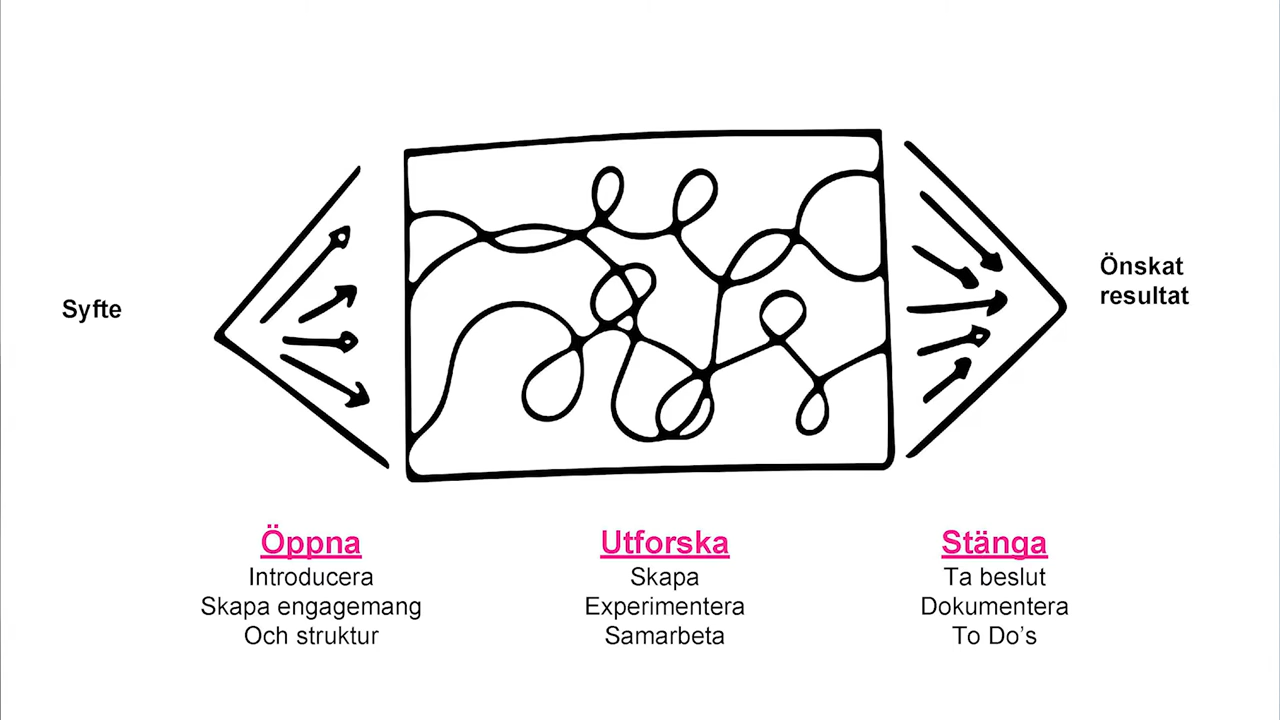 Syfte
Önskat
resultat
Öppna
Introducera
Skapa engagemang
Och struktur
Utforska
Skapa
Experimentera
Samarbeta
Stänga
Ta beslut
Dokumentera
To Do’s